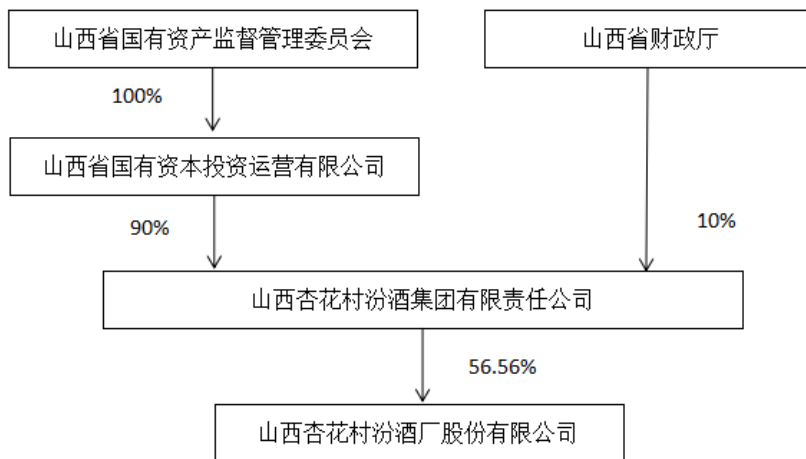 山西省国有资产监督管理委员会
山西省财政厅
100%
山西省国有资本投资运营有限公司
90%
10%
山西杏花村汾酒集团有限责任公司
56.56%
山西杏花村汾酒厂股份有限公司